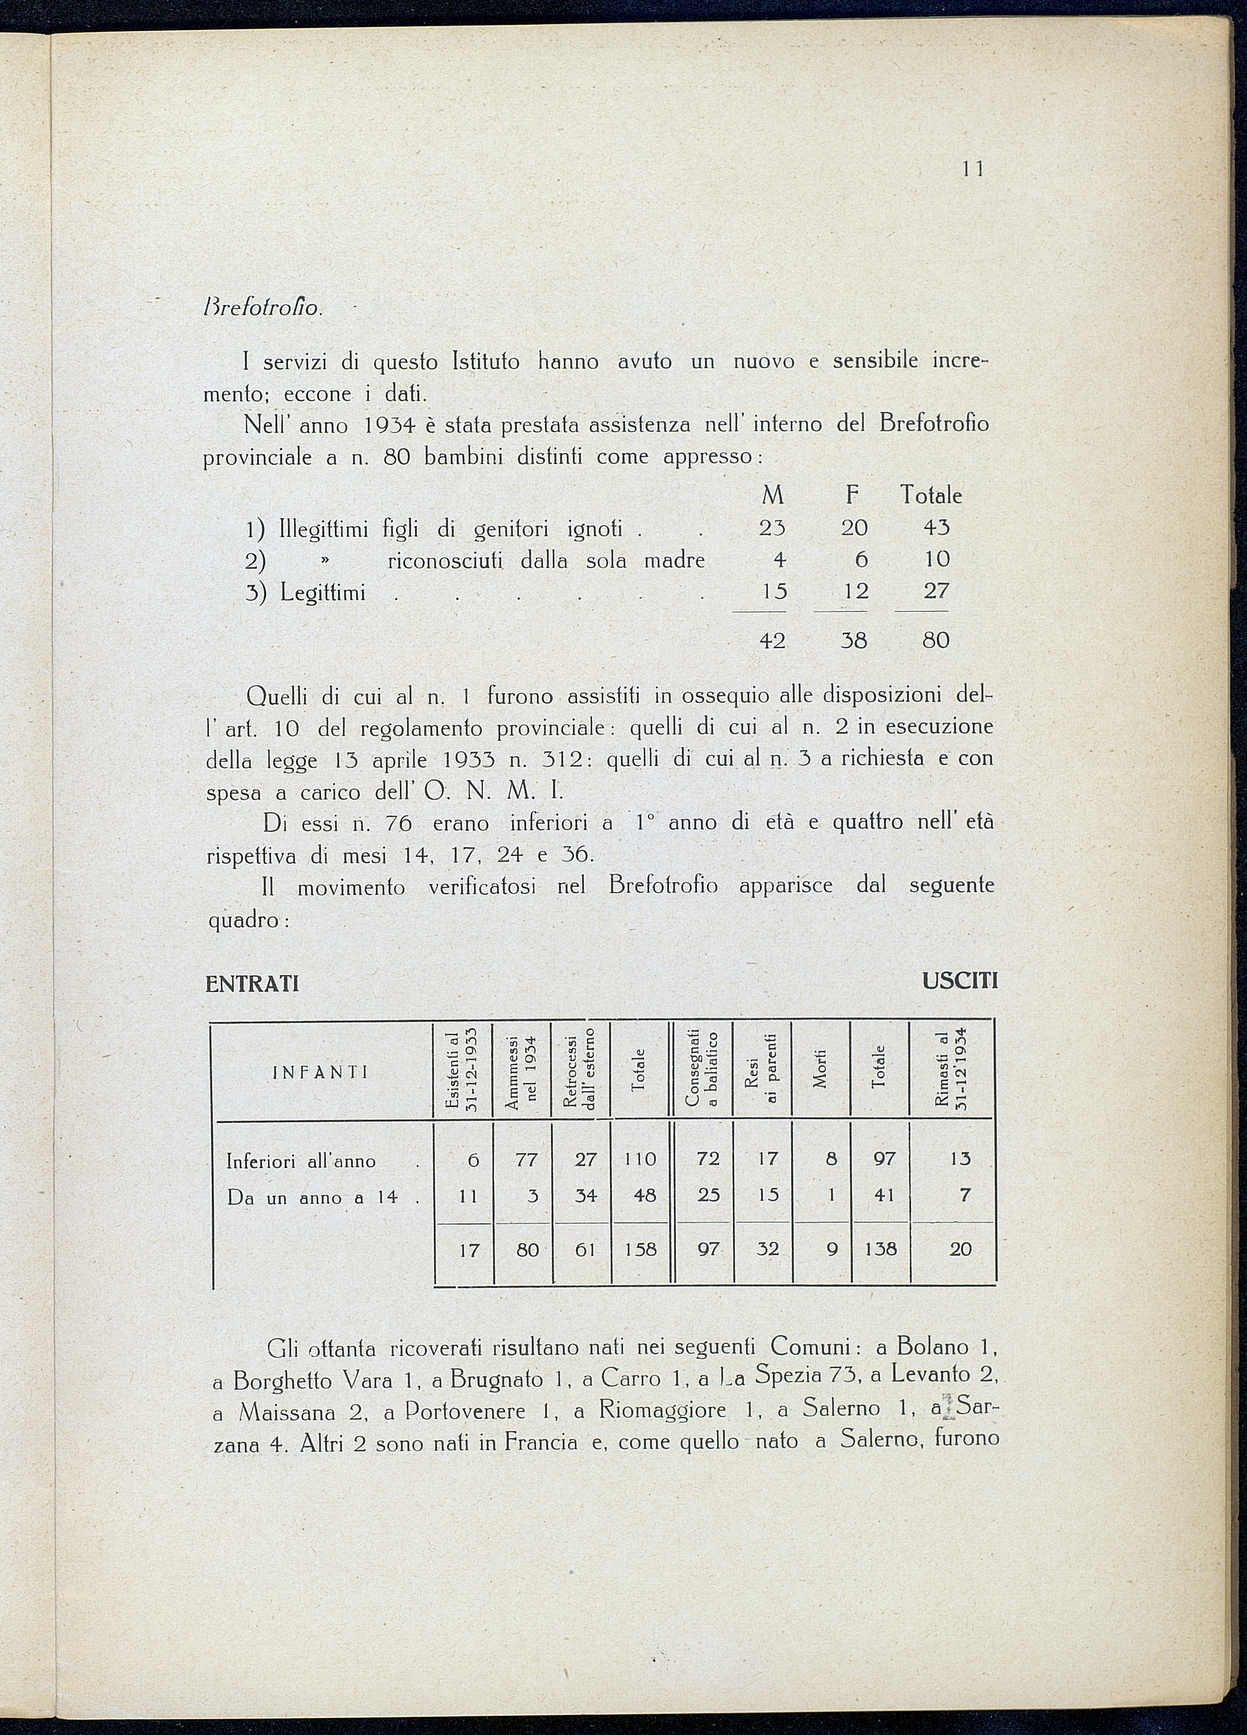 11
Brefotrofio.
I servizi di questo Istituto hanno avuto un nuovo e sensibile incre-
mento; eccone i dati.
Nell' anno 1934 è stata prestata assistenza nell' interno del Brefotrofio
provinciale a n. 80 bambini distinti come appresso :
M F Totale
1) Illegittimi figli di genitori ignoti . . 23 20 43
2) » riconosciuti dalla sola madre 4 6 10
3) Legittimi . . . . . . 15 12 27
42 38 80
Quelli di cui al n. 1 furono assistiti in ossequio alle disposizioni del-
l' art. 10 del regolamento provinciale : quelli di cui al n. 2 in esecuzione
della legge 13 aprile 1933 n. 312: quelli di cui al n. 3 a richiesta e con
spesa a carico dell' O. N. M. I.
Di essi n. 76 erano inferiori a 1° anno di età e quattro nell' età
rispettiva di mesi 14, 17, 24 e 36.
Il movimento verificatosi nel Brefotrofio apparisce dal seguente
quadro :
ENTRATI USCITI
INFANTI Esistenti al 31-12-1933 Ammmessi nel 1934 Retrocessi dall' esterno Totale Consegnati a baliatico Resi ai parenti Morti Totale Rimasti al 31-12'1934
Inferiori all'anno . 6 77 27 110 72 17 8 97 13
Da un anno a 14 . 11 3 34 48 25 15 1 41 7
17 80 61 158 97 32 9 138 20
Gli ottanta ricoverati risultano nati nei seguenti Comuni : a Bolano 1,
a Borghetto Vara 1, a Brugnato 1, a Carro 1, a La Spezia 73, a Levanto 2,
a Maissana 2, a Portovenere 1, a Riomaggiore 1, a Salerno 1, a Sar-
zana 4. Altri 2 sono nati in Francia e, come quello nato a Salerno, furono